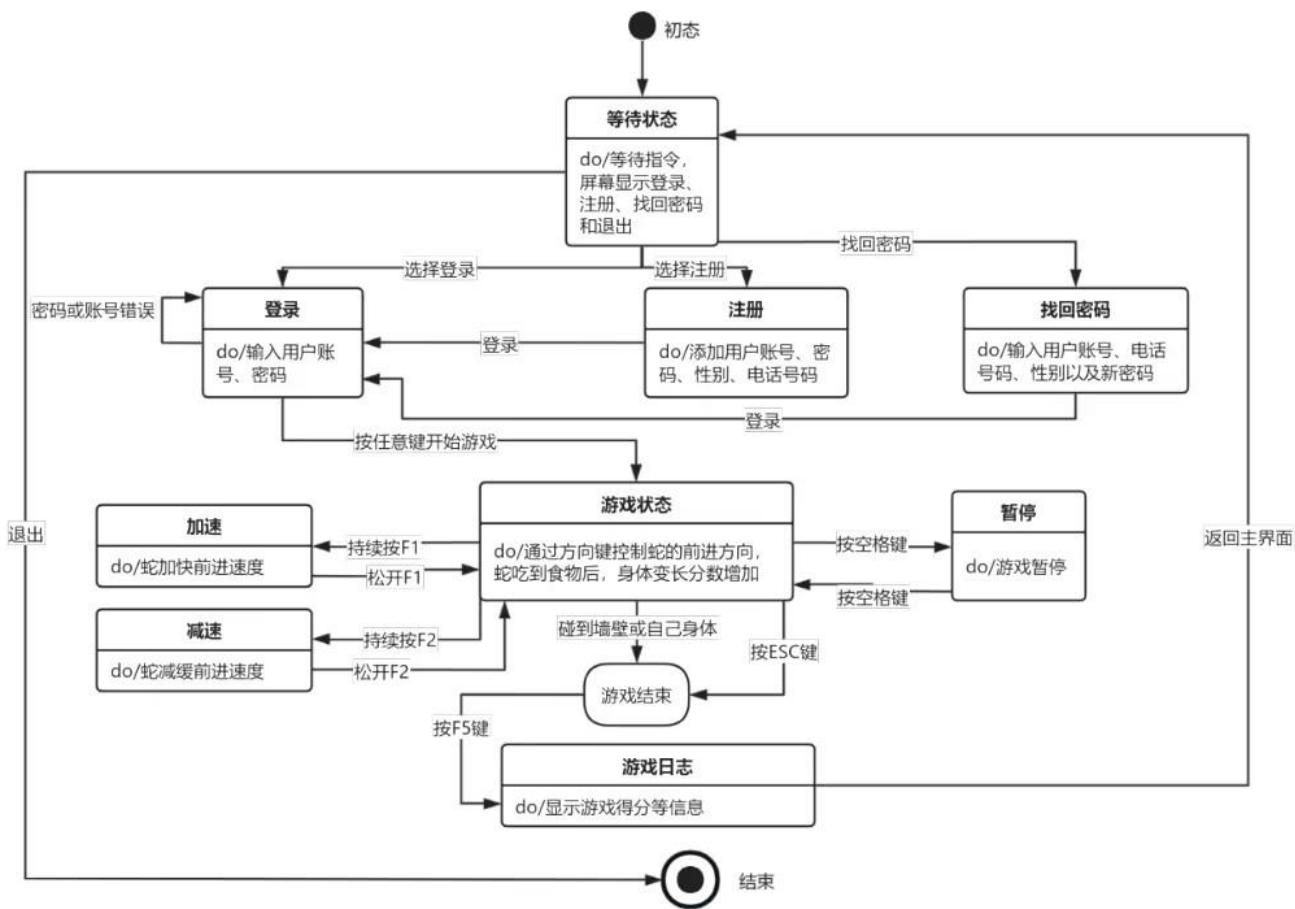 初态
等待状态
do/等待指令，
屏幕显示登录、
注册、找回密码
和退出
找回密码
选择登录
选择注册
密码或账号错误
登录
do/输入用户账
号、密码
登录
注册
do/添加用户账号、密
码、性别、电话号码
找回密码
do/输入用户账号、电话
号码、性别以及新密码
登录
按任意键开始游戏
退出
加速
do/蛇加快前进速度
持续按F1
松开F1
游戏状态
do/通过方向键控制蛇的前进方向，
蛇吃到食物后，身体变长分数增加
按空格键
按空格键
暂停
do/游戏暂停
返回主界面
减速
do/蛇减缓前进速度
持续按F2
松开F2
碰到墙壁或自己身体
按ESC键
游戏结束
按F5键
游戏日志
do/显示游戏得分等信息
结束